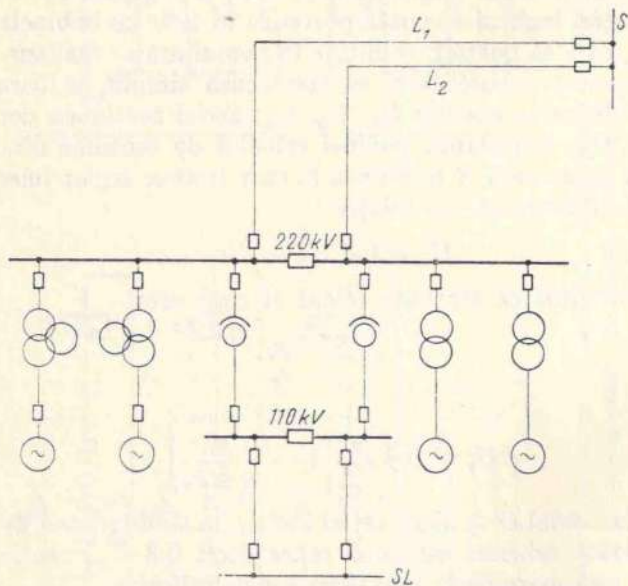 S
L₁
L₂
220kV
~ ~ ~ ~
110kV
SL